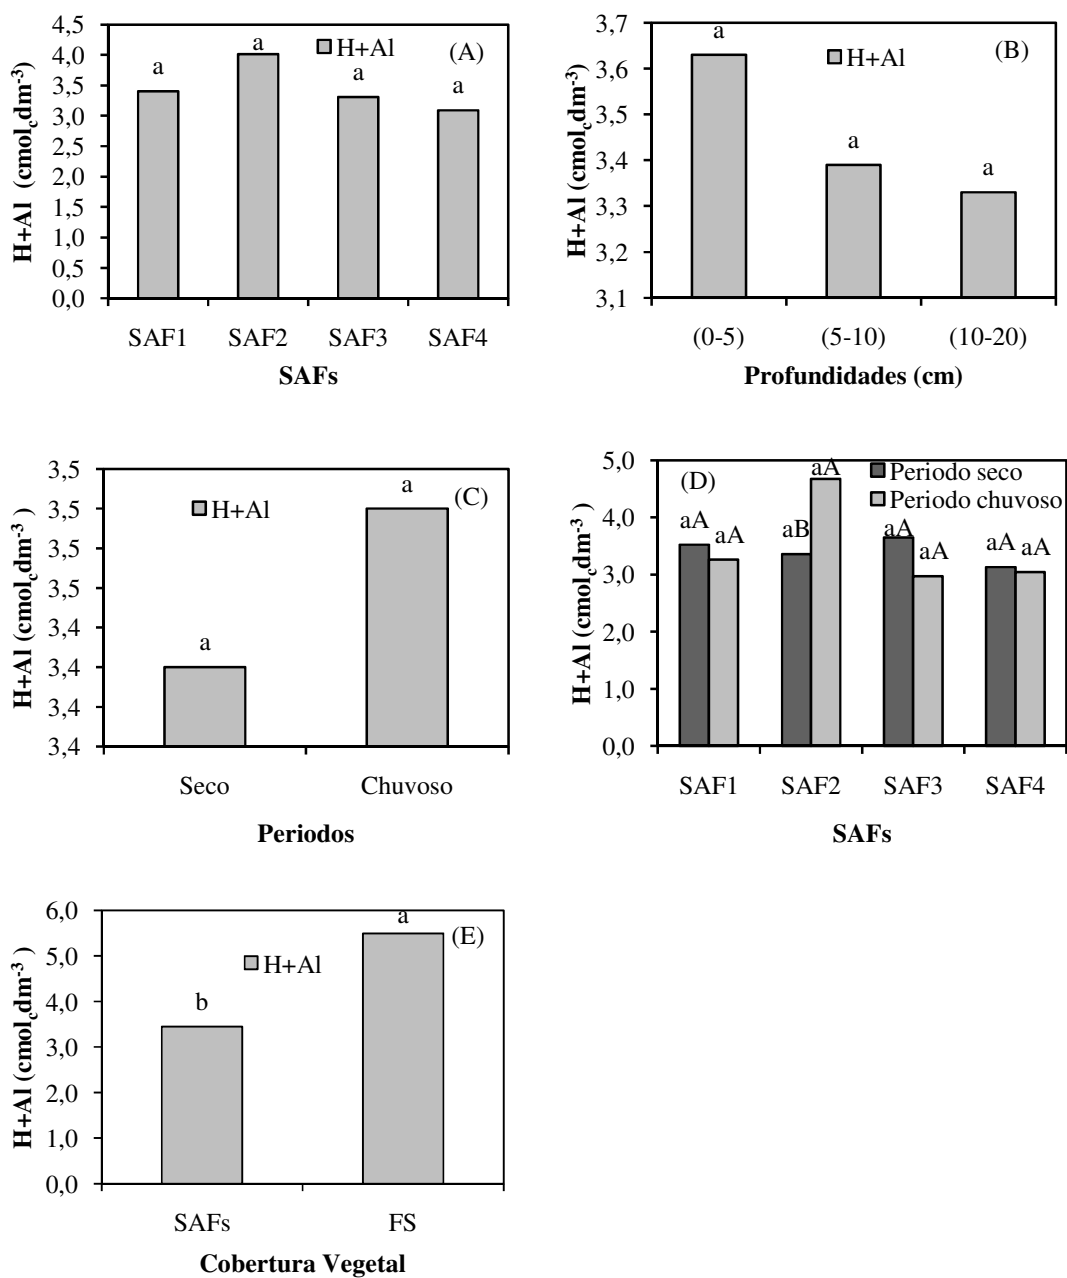 4,5
4,0
3,5
3,0
2,5
2,0
1,5
1,0
0,5
0,0
H+Al (cmolcdm-3)
a
a
a
a
H+Al
(A)
SAF1 SAF2 SAF3 SAF4
SAFs
3,7
3,6
3,5
3,4
3,3
3,2
3,1
H+Al (cmolcdm-3)
a
a
a
H+Al
(B)
(0-5) (5-10) (10-20)
Profundidades (cm)
3,5
3,5
3,5
3,5
3,4
3,4
3,4
3,4
H+Al (cmolcdm-3 )
a
a
H+Al
(C)
Seco Chuvoso
Periodos
5,0
4,0
3,0
2,0
1,0
0,0
H+Al (cmolcdm-3 )
(D)
Periodo seco
Periodo chuvoso
aA aA aB aA aA aA aA aA
SAF1 SAF2 SAF3 SAF4
SAFs
6,0
5,0
4,0
3,0
2,0
1,0
0,0
H+Al (cmolcdm-3 )
b
a
H+Al
(E)
SAFs FS
Cobertura Vegetal